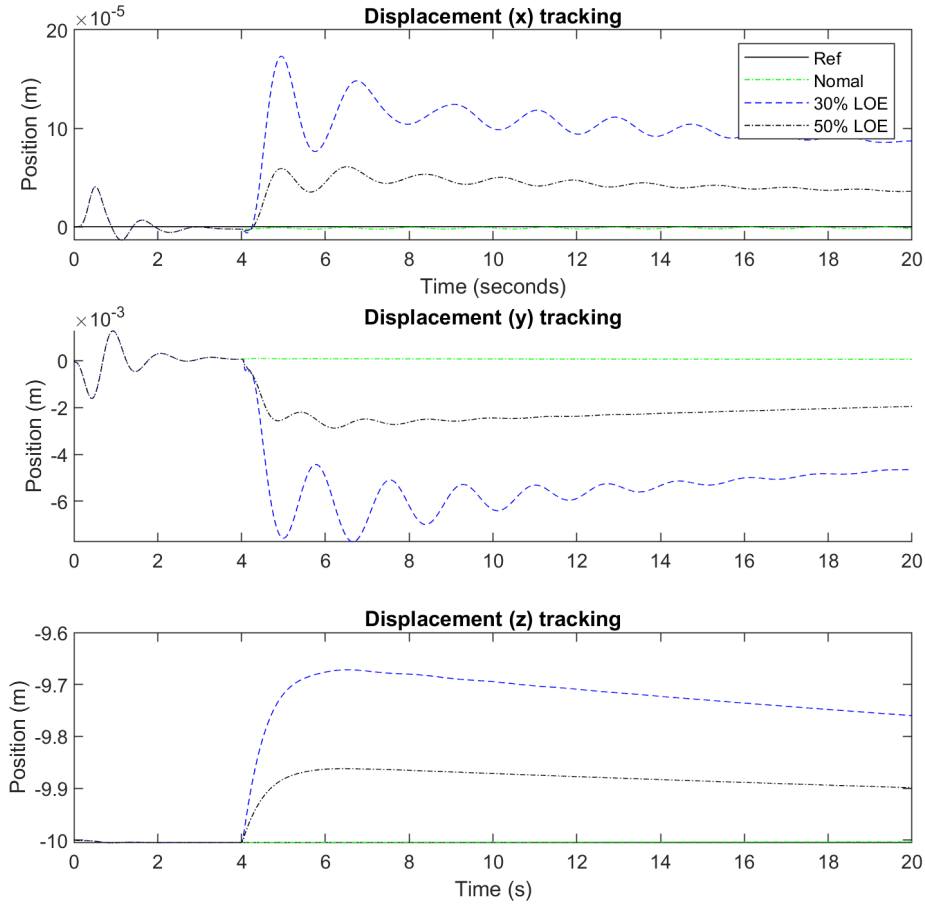 Displacement (x) tracking
×10-5
20
10
0
Position (m)
Ref
Nomal
30% LOE
50% LOE
0 2 4 6 8 10 12 14 16 18 20
Time (seconds)
Displacement (y) tracking
×10-3
0
-2
-4
-6
Position (m)
0 2 4 6 8 10 12 14 16 18 20
Displacement (z) tracking
-9.6
-9.7
-9.8
-9.9
-10
Position (m)
0 2 4 6 8 10 12 14 16 18 20
Time (s)